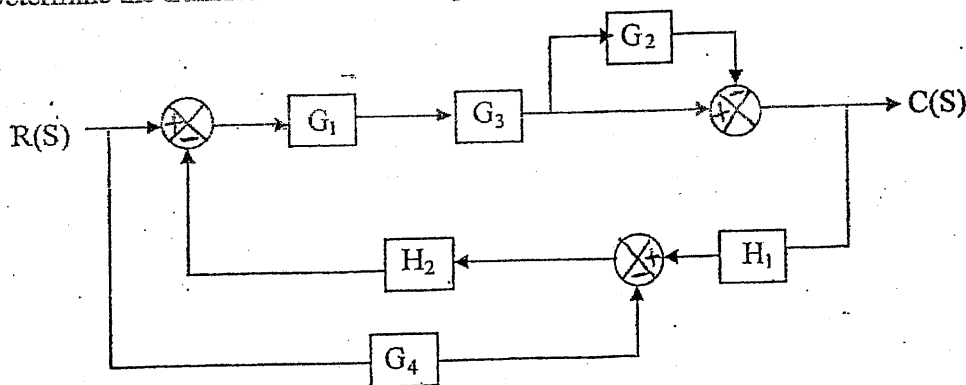 G₂
R(S)
+
−
G₁
G₃
+
−
C(S)
H₂
+
−
H₁
G₄